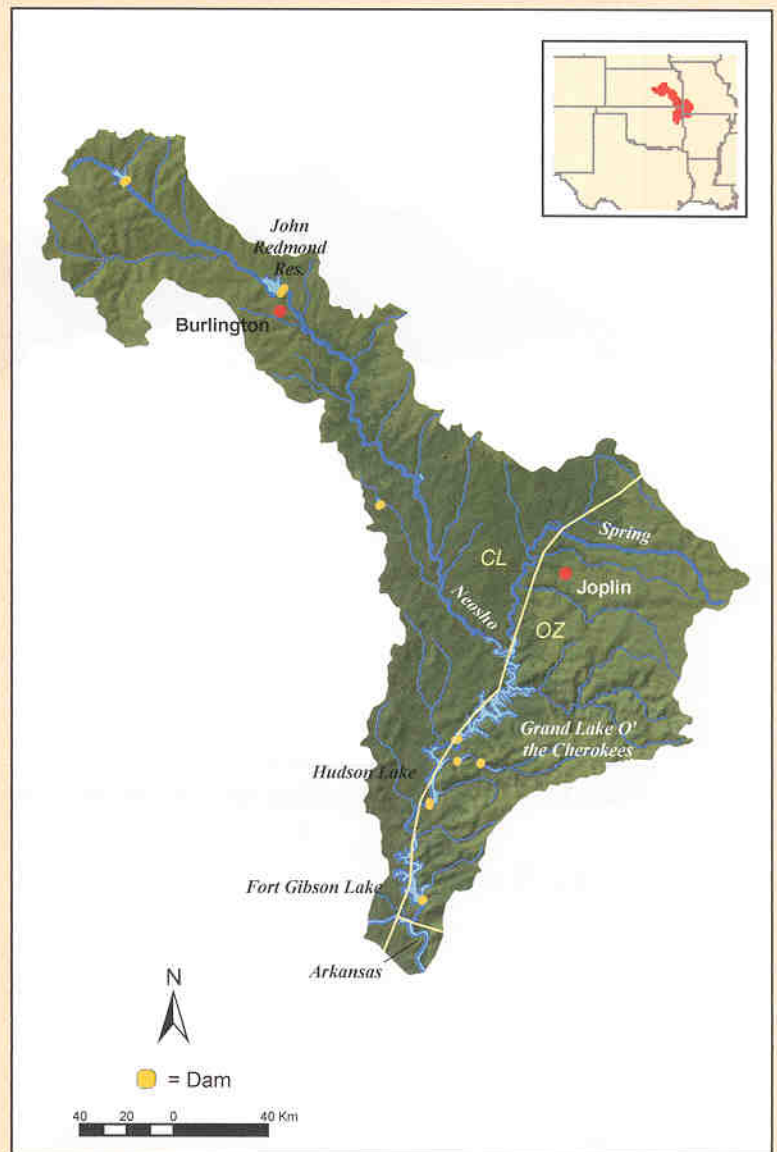 John
Redmond
Res.
Burlington
Spring
CL
Joplin
Neosho
OZ
Grand Lake O'
the Cherokees
Hudson Lake
Fort Gibson Lake
Arkansas
N
= Dam
40 20 0 40 Km